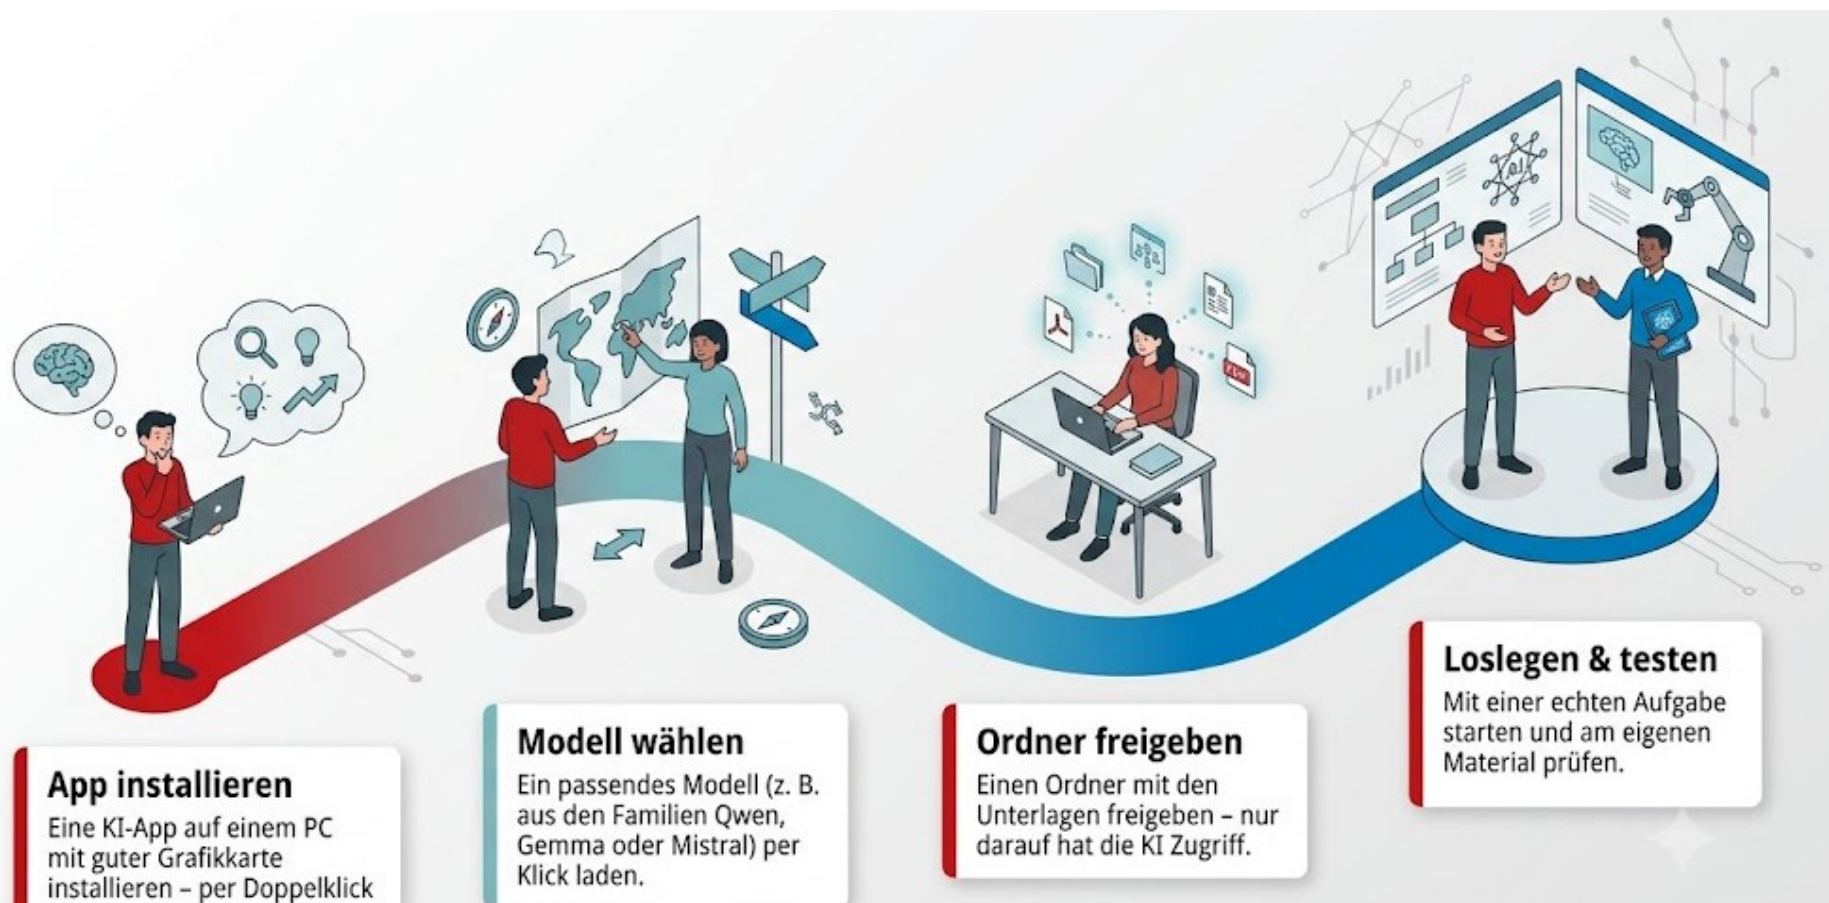 App installieren
Eine KI-App auf einem PC
mit guter Grafikkarte
installieren – per Doppelklick
Modell wählen
Ein passendes Modell (z. B.
aus den Familien Qwen,
Gemma oder Mistral) per
Klick laden.
Ordner freigeben
Einen Ordner mit den
Unterlagen freigeben – nur
darauf hat die KI Zugriff.
Loslegen & testen
Mit einer echten Aufgabe
starten und am eigenen
Material prüfen.